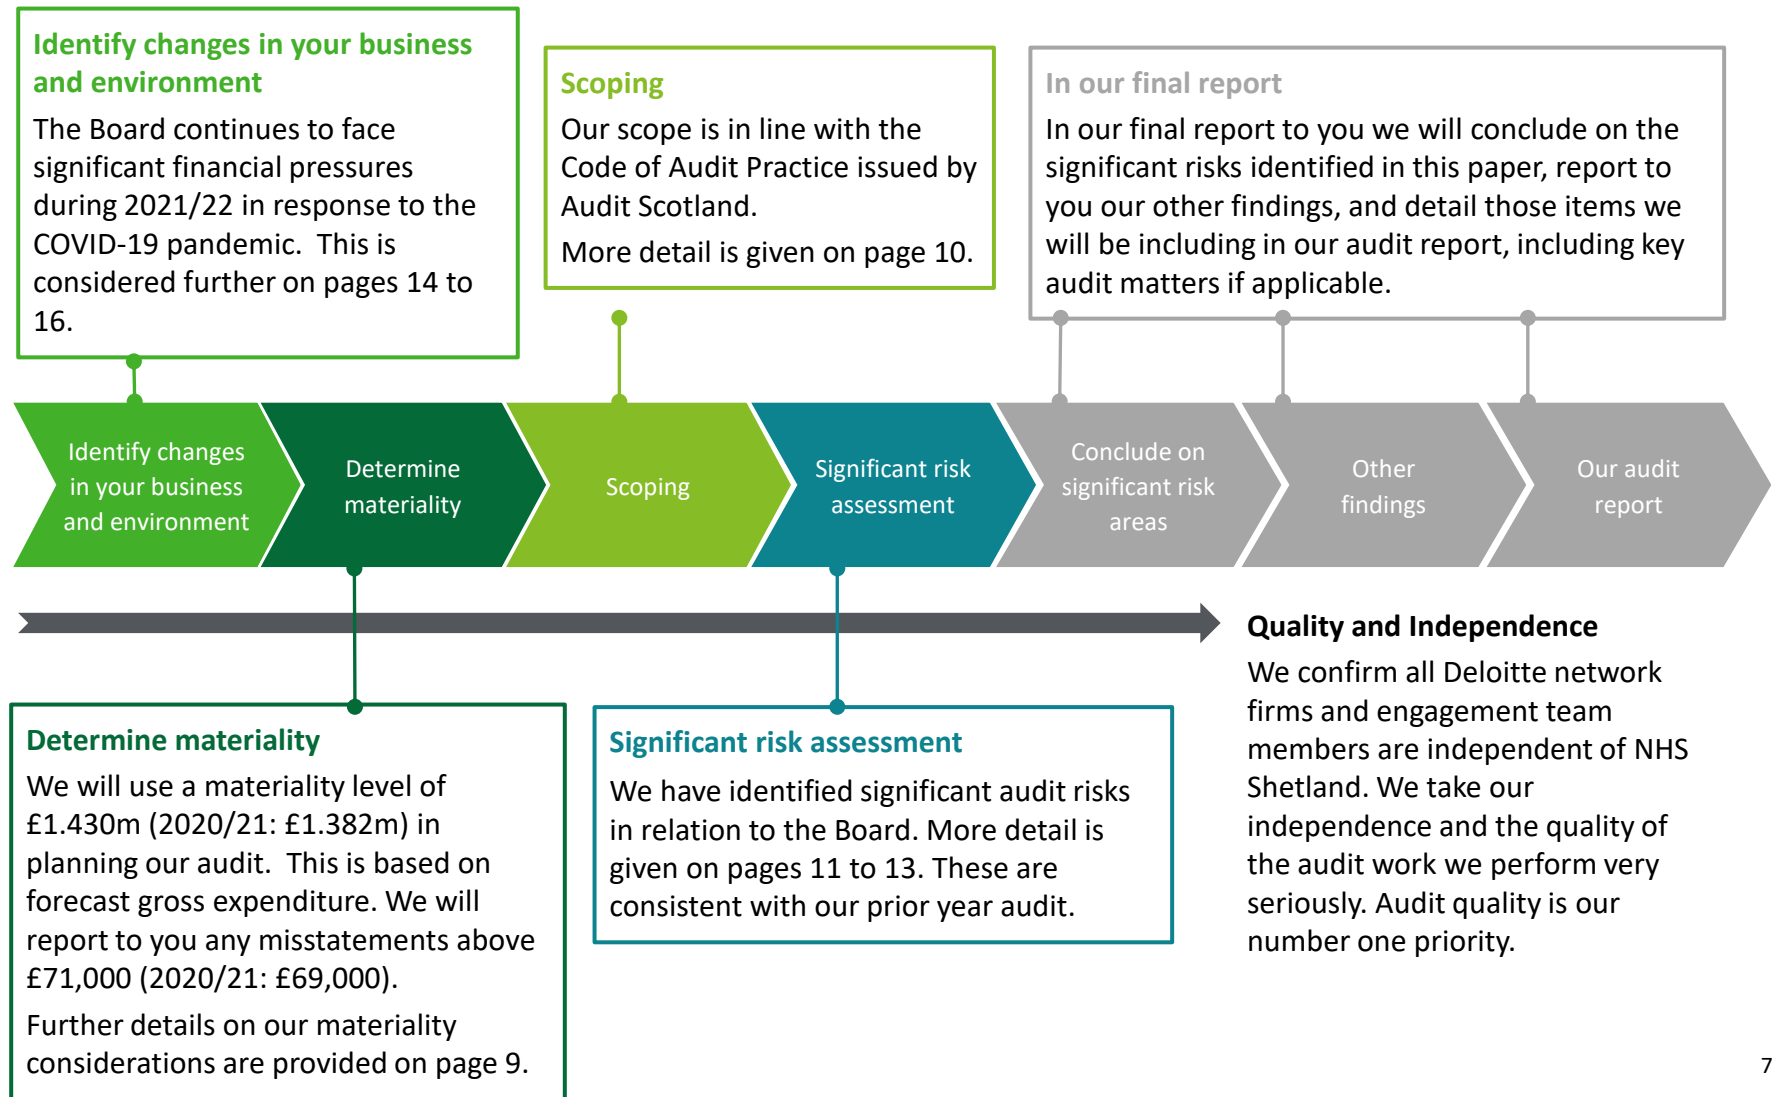 Identify changes in your business
and environment
The Board continues to face
significant financial pressures
during 2021/22 in response to the
COVID-19 pandemic.  This is
considered further on pages 14 to
16.
Scoping
Our scope is in line with the
Code of Audit Practice issued by
Audit Scotland.
More detail is given on page 10.
In our final report
In our final report to you we will conclude on the
significant risks identified in this paper, report to
you our other findings, and detail those items we
will be including in our audit report, including key
audit matters if applicable.
Identify changes
in your business
and environment
Determine
materiality
Scoping
Significant risk
assessment
Conclude on
significant risk
areas
Other
findings
Our audit
report
Determine materiality
We will use a materiality level of
£1.430m (2020/21: £1.382m) in
planning our audit.  This is based on
forecast gross expenditure. We will
report to you any misstatements above
£71,000 (2020/21: £69,000).
Further details on our materiality
considerations are provided on page 9.
Significant risk assessment
We have identified significant audit risks
in relation to the Board. More detail is
given on pages 11 to 13. These are
consistent with our prior year audit.
Quality and Independence
We confirm all Deloitte network
firms and engagement team
members are independent of NHS
Shetland. We take our
independence and the quality of
the audit work we perform very
seriously. Audit quality is our
number one priority.
7